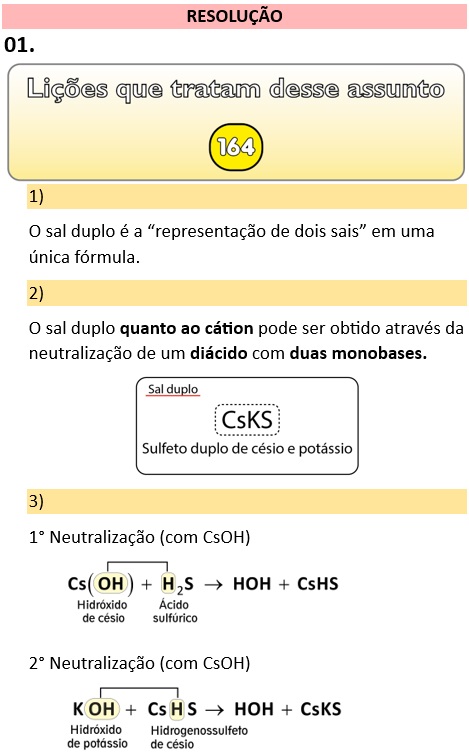 RESOLUÇÃO
01.
Lições que tratam desse assunto
164
1)
O sal duplo é a “representação de dois sais” em uma
única fórmula.
2)
O sal duplo quanto ao cátion pode ser obtido através da
neutralização de um diácido com duas monobases.
Sal duplo
CsKS
Sulfeto duplo de césio e potássio
3)
1° Neutralização (com CsOH)
Cs(OH) + H₂S → HOH + CsHS
Hidróxido Ácido
de césio sulfúrico
2° Neutralização (com CsOH)
KOH + CsHS → HOH + CsKS
Hidróxido Hidrogenossulfeto
de potássio de césio